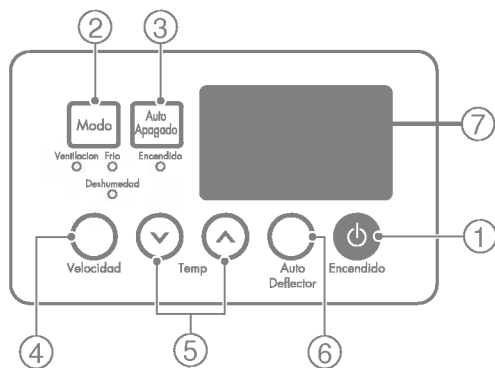 2
3
Modo
Auto
Apagado
7
Ventilacion Frio
Encendido
Deshumedad
1
4
Velocidad
Temp
Auto
Deflector
Encendido
5
6